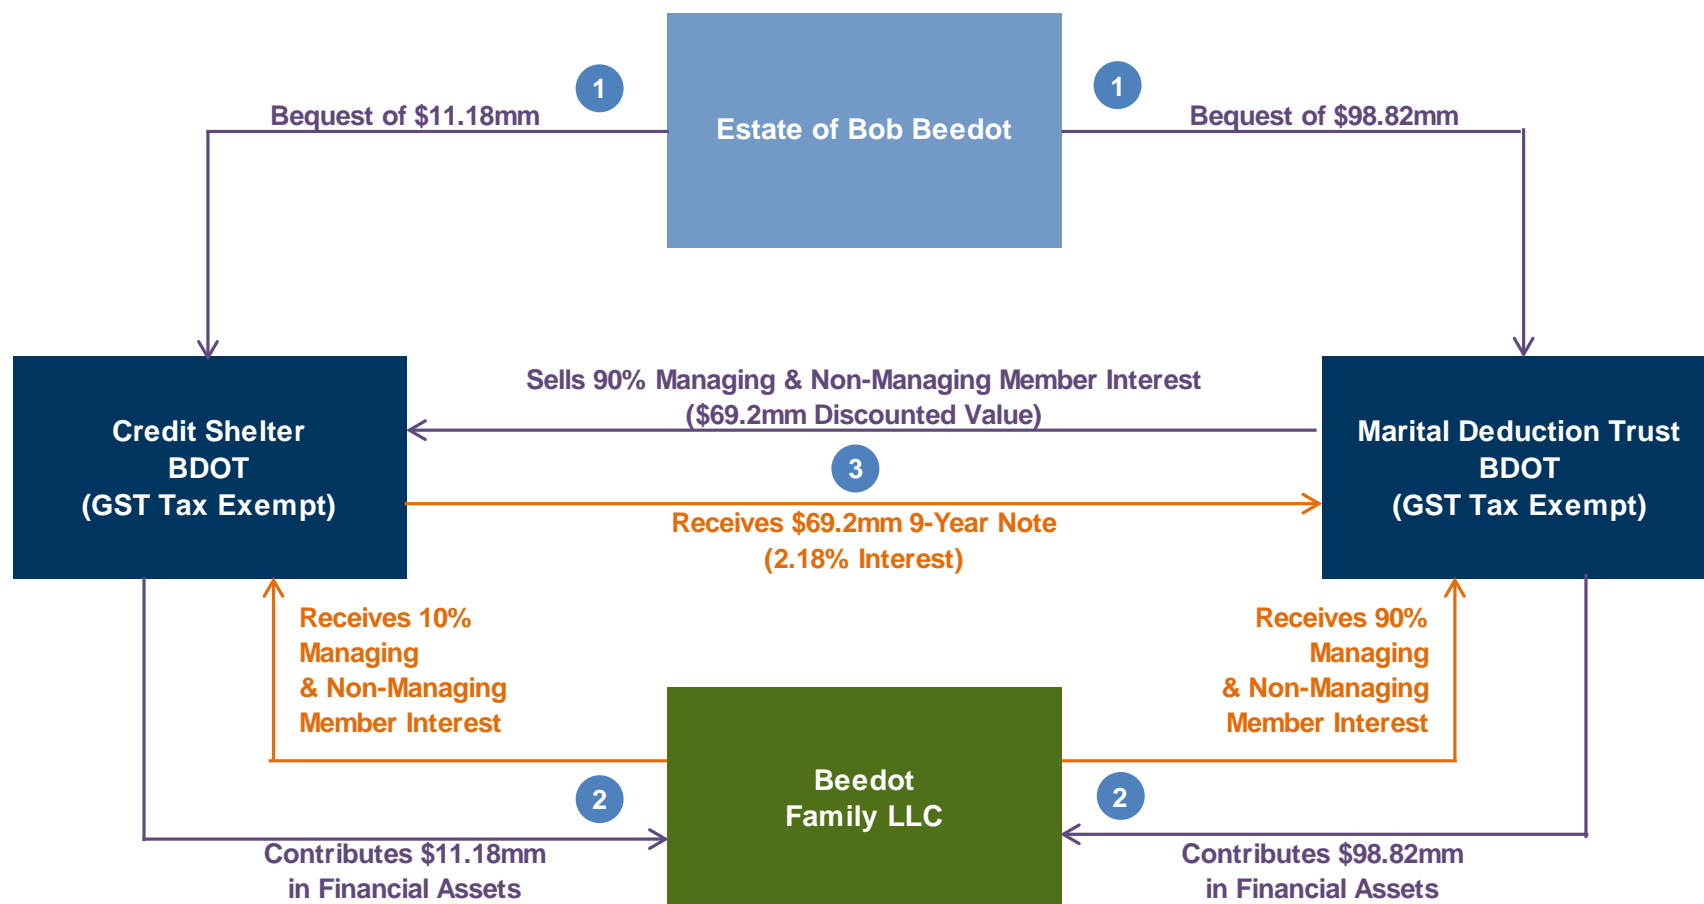 1
1
Bequest of $11.18mm
Estate of Bob Beedot
Bequest of $98.82mm
Sells 90% Managing & Non-Managing Member Interest
($69.2mm Discounted Value)
Credit Shelter
BDOT
(GST Tax Exempt)
Marital Deduction Trust
BDOT
(GST Tax Exempt)
3
Receives $69.2mm 9-Year Note
(2.18% Interest)
Receives 10%
Managing
& Non-Managing
Member Interest
Receives 90%
Managing
& Non-Managing
Member Interest
Beedot
Family LLC
2
2
Contributes $11.18mm
in Financial Assets
Contributes $98.82mm
in Financial Assets